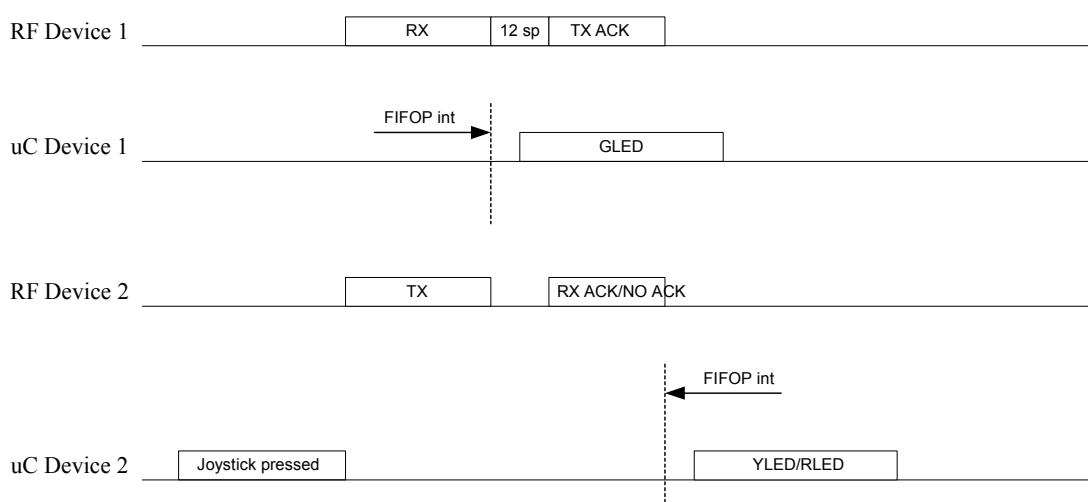 RF Device 1
RX
12 sp
TX ACK
FIFOP int
uC Device 1
GLED
RF Device 2
TX
RX ACK/NO ACK
FIFOP int
uC Device 2
Joystick pressed
YLED/RLED